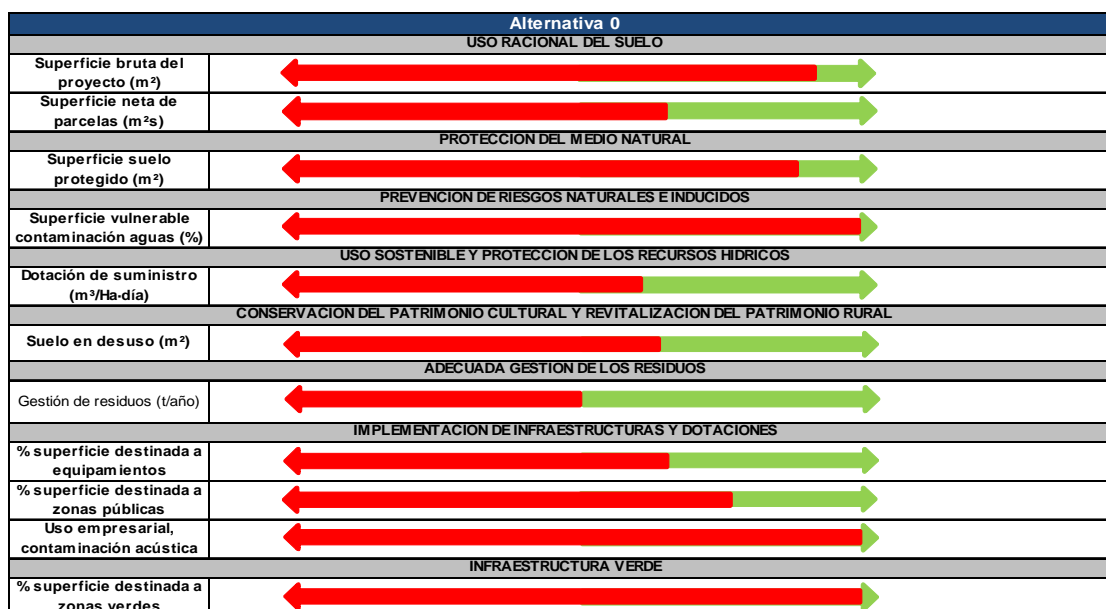 Alternativa 0
USO RACIONAL DEL SUELO
Superficie bruta del
proyecto (m²)
Superficie neta de
parcelas (m²s)
PROTECCION DEL MEDIO NATURAL
Superficie suelo
protegido (m²)
PREVENCION DE RIESGOS NATURALES E INDUCIDOS
Superficie vulnerable
contaminación aguas (%)
USO SOSTENIBLE Y PROTECCION DE LOS RECURSOS HIDRICOS
Dotación de suministro
(m³/Ha·día)
CONSERVACION DEL PATRIMONIO CULTURAL Y REVITALIZACION DEL PATRIMONIO RURAL
Suelo en desuso (m²)
ADECUADA GESTION DE LOS RESIDUOS
Gestión de residuos (t/año)
IMPLEMENTACION DE INFRAESTRUCTURAS Y DOTACIONES
% superficie destinada a
equipamientos
% superficie destinada a
zonas públicas
Uso empresarial,
contaminación acústica
INFRAESTRUCTURA VERDE
% superficie destinada a
zonas verdes